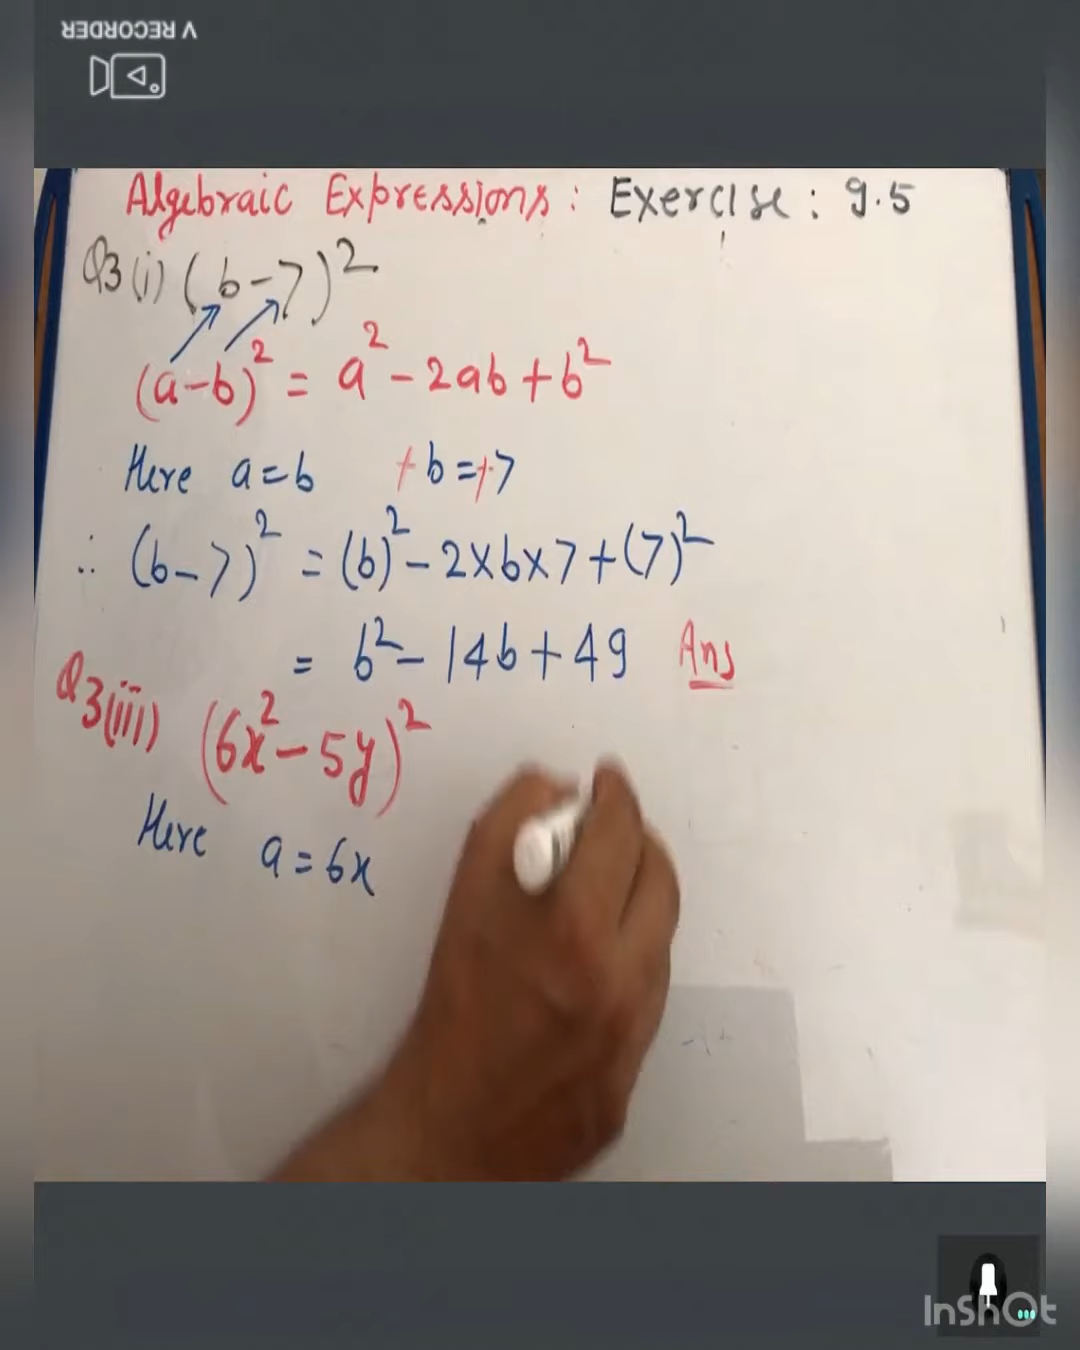 V RECORDER
Algebraic Expressions: Exercise: 9.5
Q3(i) (b-7)²
(a-b)² = a² - 2ab + b²
Here a=b +b=+7
∴ (b-7)² = (b)² - 2×b×7 + (7)²
= b² - 14b + 49 Ans
Q3(iii) (6x² - 5y)²
Here a = 6x
InShOt